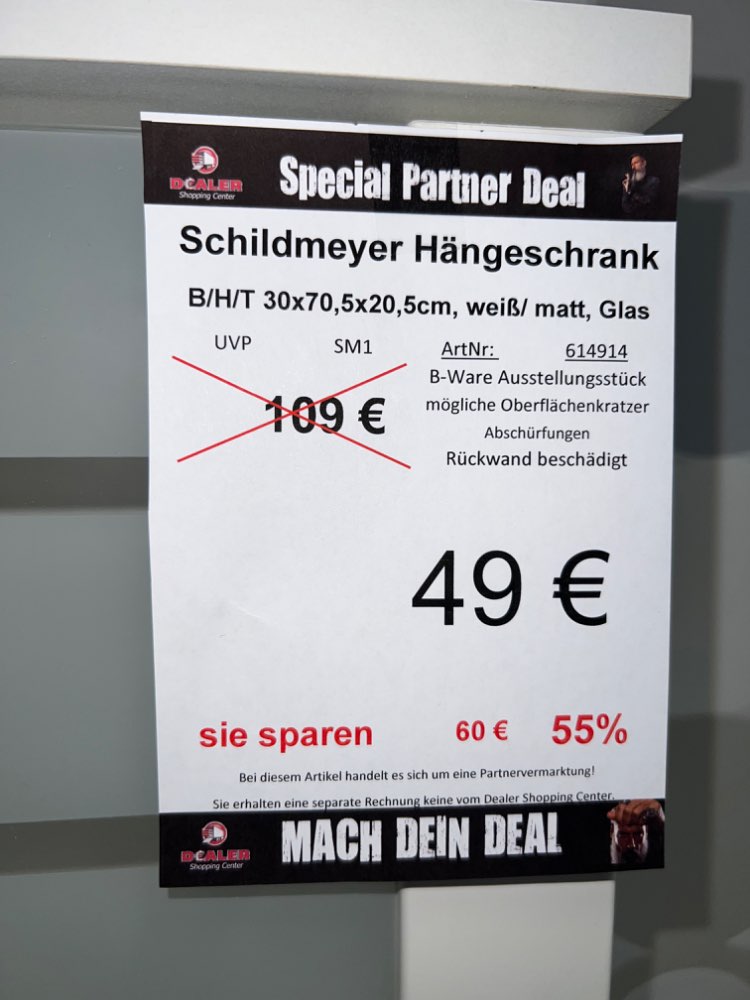 DEALER
Shopping Center
Special Partner Deal
Schildmeyer Hängeschrank
B/H/T 30x70,5x20,5cm, weiß/ matt, Glas
UVP SM1 ArtNr: 614914
B-Ware Ausstellungsstück
109 €
mögliche Oberflächenkratzer
Abschürfungen
Rückwand beschädigt
49 €
sie sparen 60 € 55%
Bei diesem Artikel handelt es sich um eine Partnervermarktung!
Sie erhalten eine separate Rechnung keine vom Dealer Shopping Center.
DEALER
Shopping Center
MACH DEIN DEAL